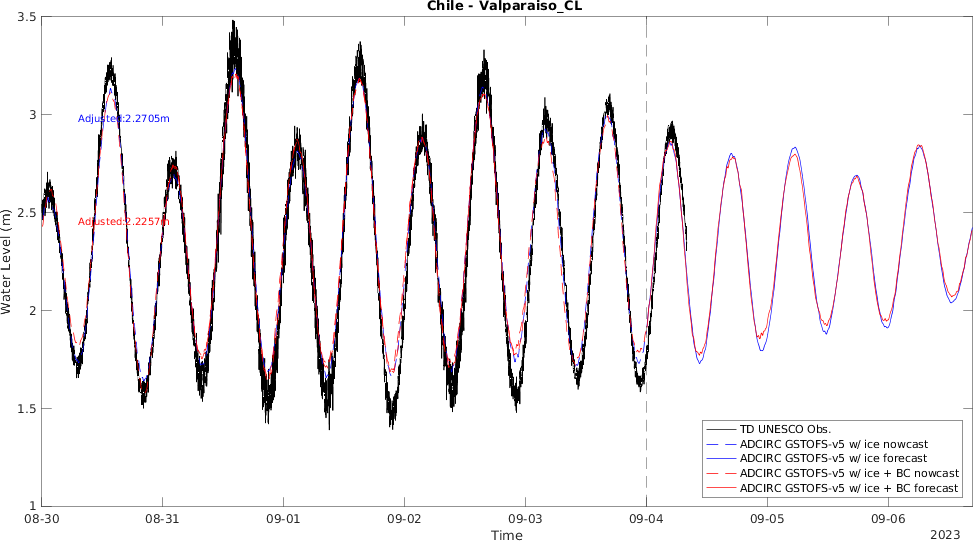 Chile - Valparaiso_CL
3.5
3
2.5
2
1.5
1
Water Level (m)
Adjusted:2.2705m
Adjusted:2.2257m
TD UNESCO Obs.
ADCIRC GSTOFS-v5 w/ ice nowcast
ADCIRC GSTOFS-v5 w/ ice forecast
ADCIRC GSTOFS-v5 w/ ice + BC nowcast
ADCIRC GSTOFS-v5 w/ ice + BC forecast
08-30 08-31 09-01 09-02 09-03 09-04 09-05 09-06
Time
2023